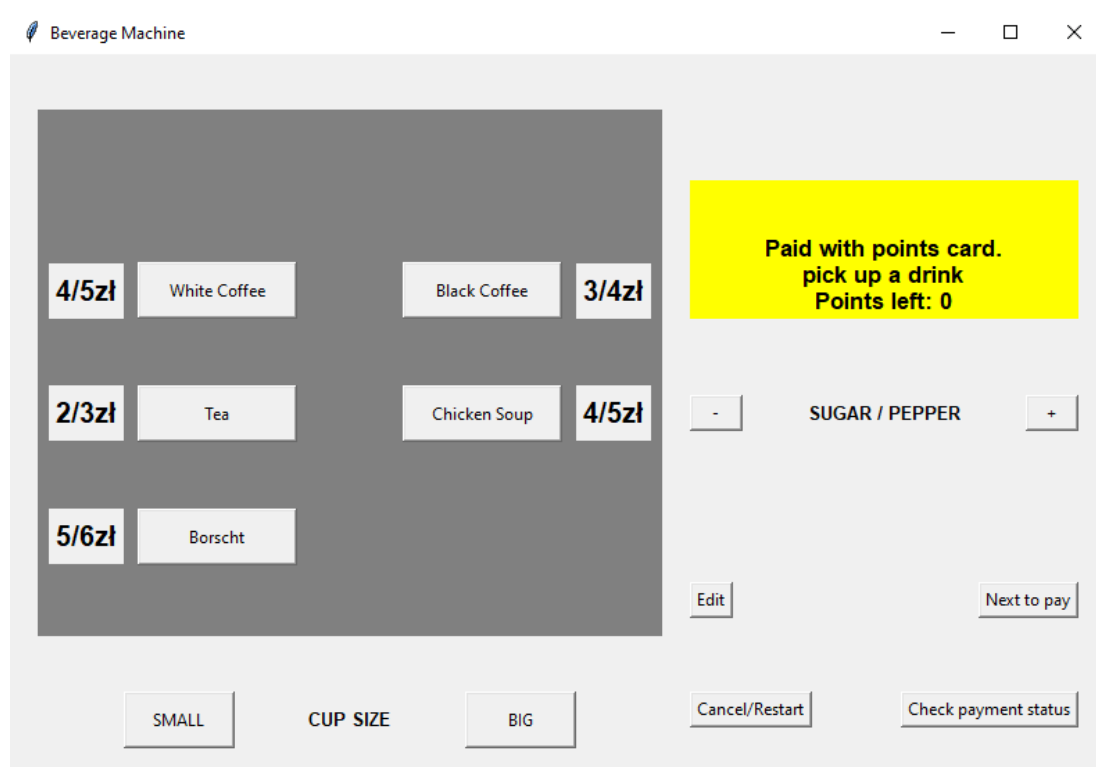 Beverage Machine
Paid with points card.
pick up a drink
Points left: 0
4/5zł White Coffee Black Coffee 3/4zł
2/3zł Tea Chicken Soup 4/5zł
- SUGAR / PEPPER +
5/6zł Borscht
Edit Next to pay
SMALL CUP SIZE BIG
Cancel/Restart Check payment status